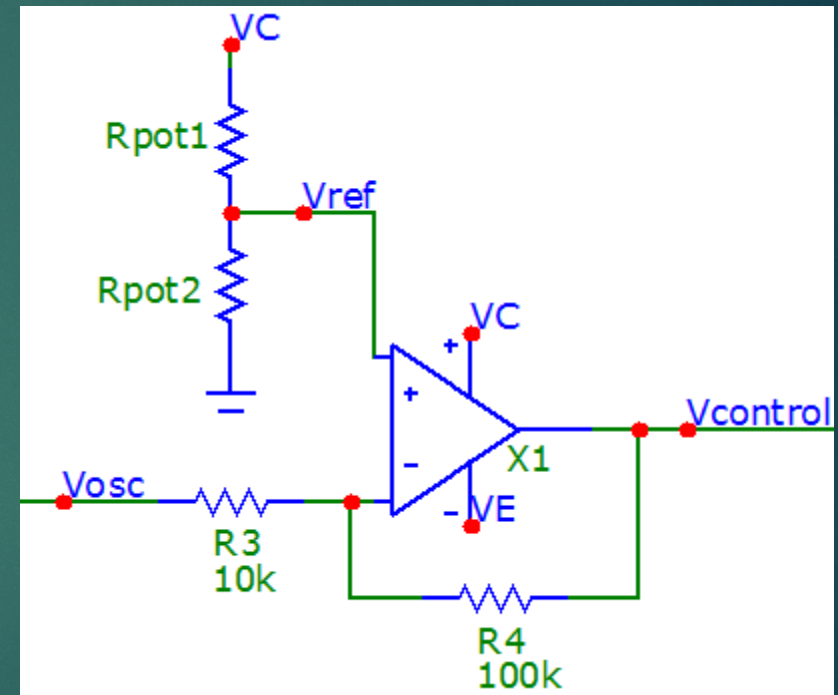 VC
Rpot1
Vref
Rpot2
VC
+
+
-
X1
Vcontrol
Vosc
- VE
R3
10k
R4
100k